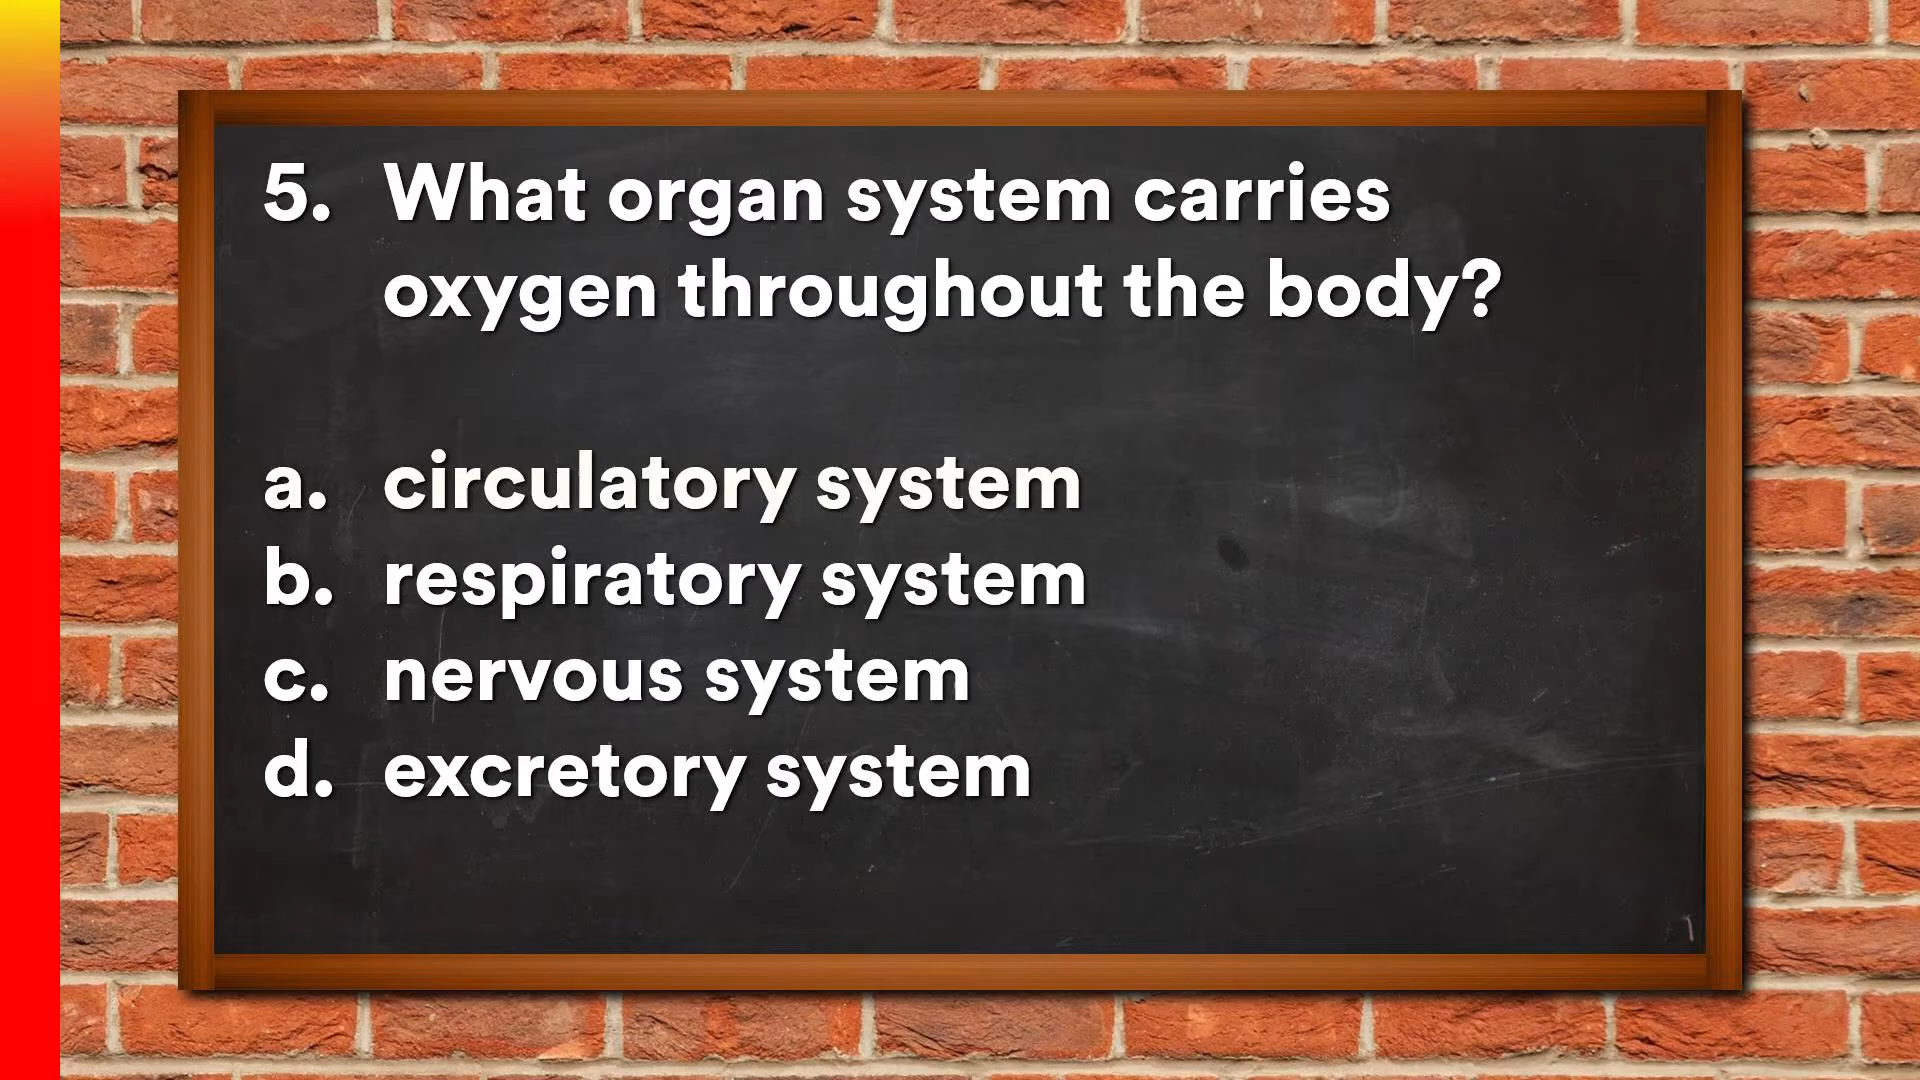 5. What organ system carries
oxygen throughout the body?
a. circulatory system
b. respiratory system
c. nervous system
d. excretory system